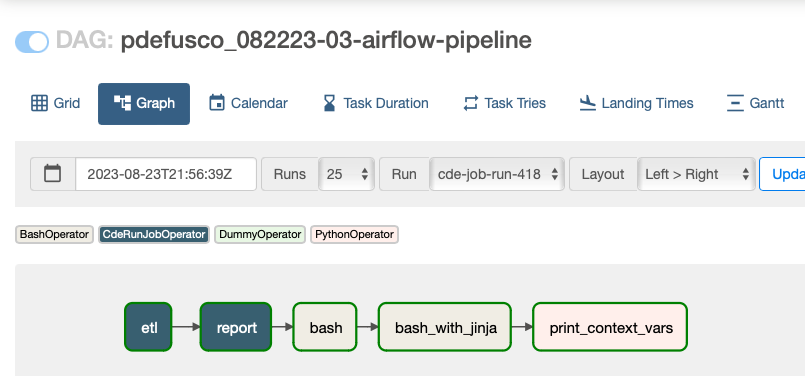 DAG: pdefusco_082223-03-airflow-pipeline
Grid Graph Calendar Task Duration Task Tries Landing Times Gantt
2023-08-23T21:56:39Z Runs 25 Run cde-job-run-418 Layout Left > Right Upda
BashOperator CdeRunJobOperator DummyOperator PythonOperator
etl report bash bash_with_jinja print_context_vars